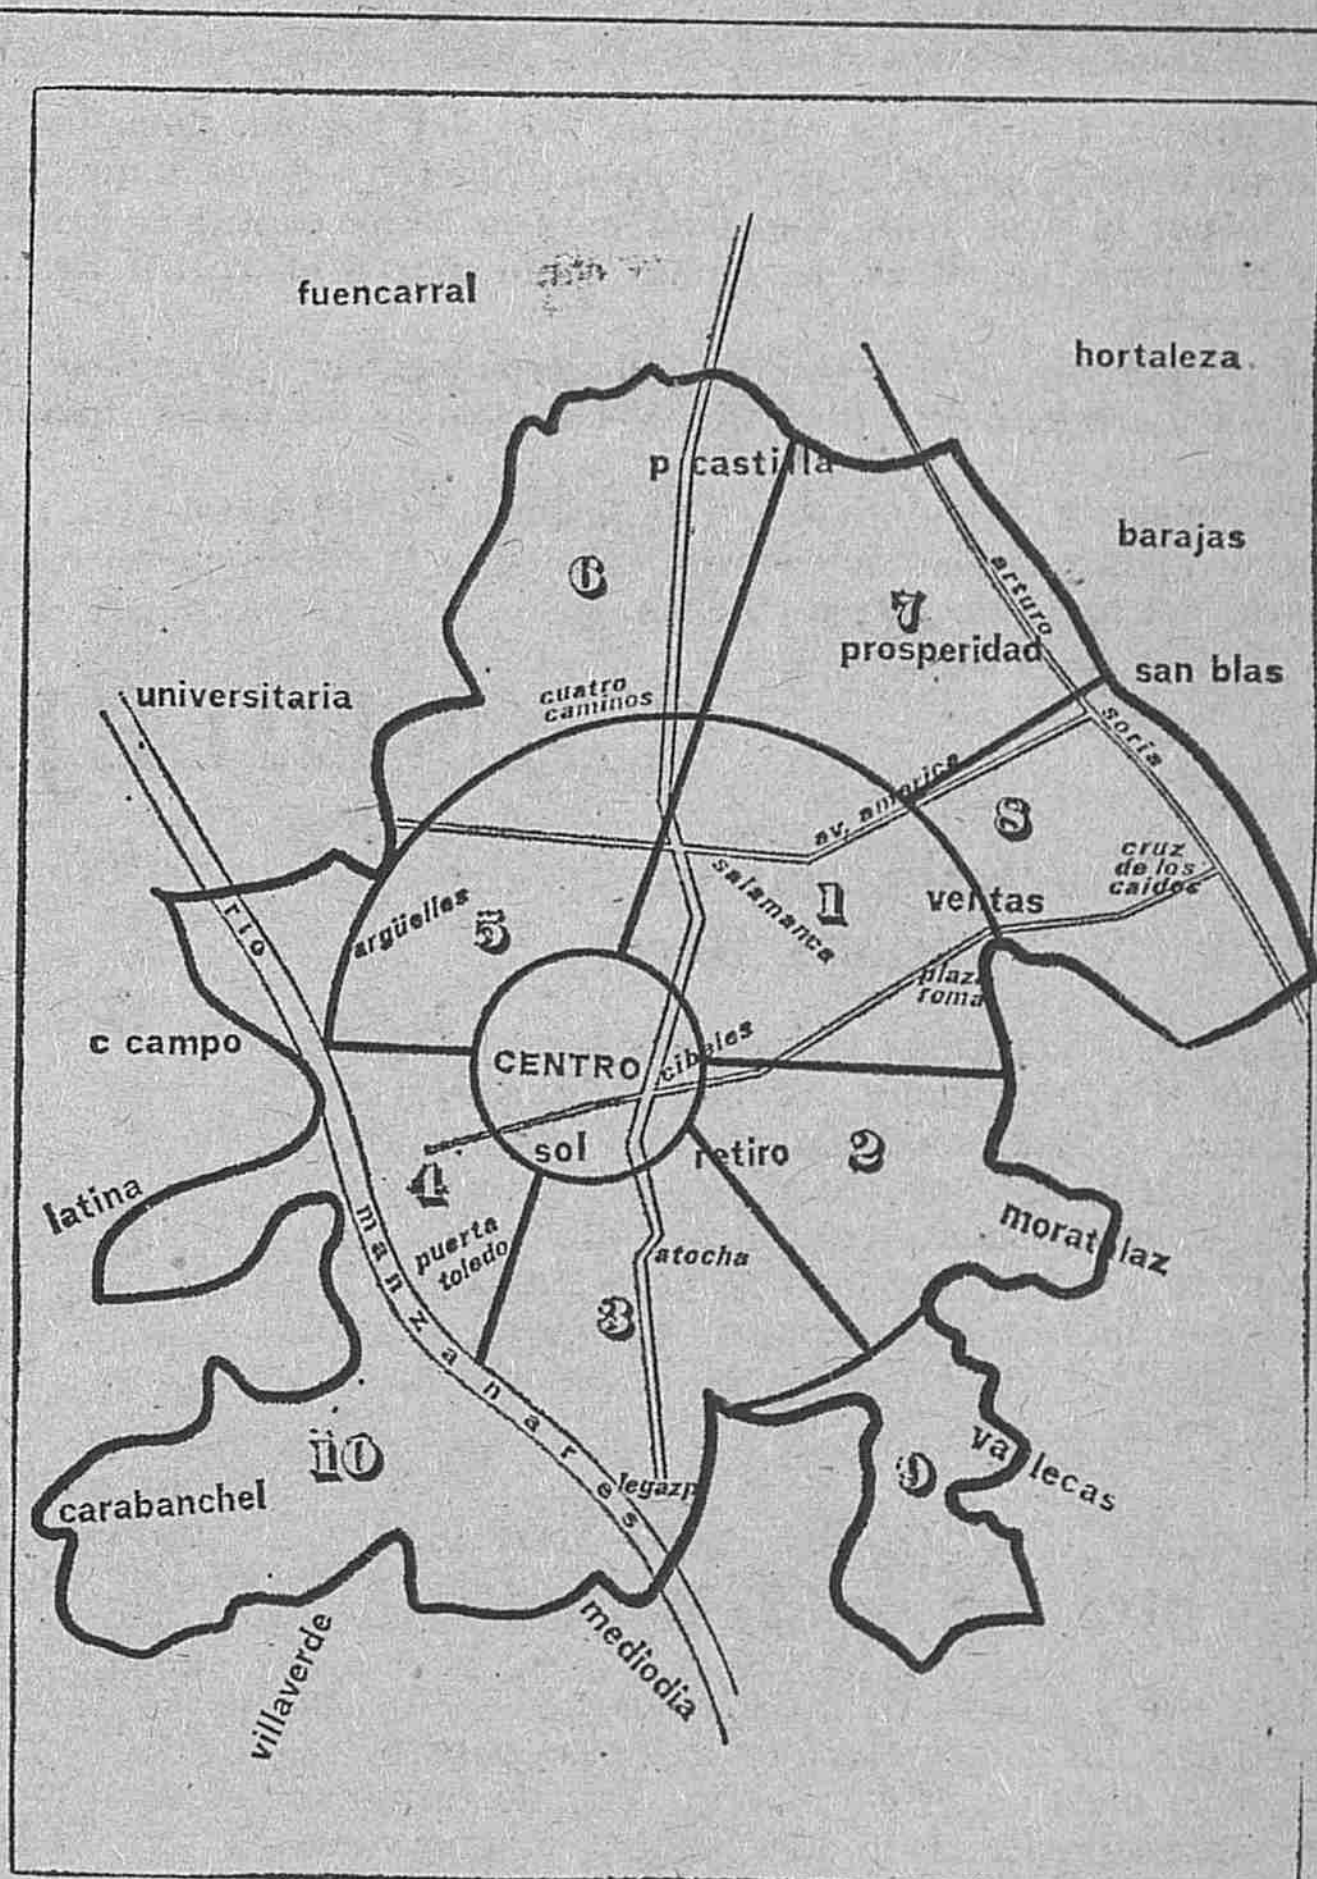 fuencarral
hortaleza
p castilla
barajas
6
arturo
7
prosperidad
san blas
universitaria
cuatro
caminos
soria
av. america
8
cruz
de los
caidos
salamanca
1
ventas
argüelles
5
rio
plaza
roma
c campo
CENTRO
cibeles
sol
retiro
2
4
latina
manzanares
puerta
toledo
moratalaz
atocha
3
10
carabanchel
9
vallecas
legazpi
villaverde
mediodia